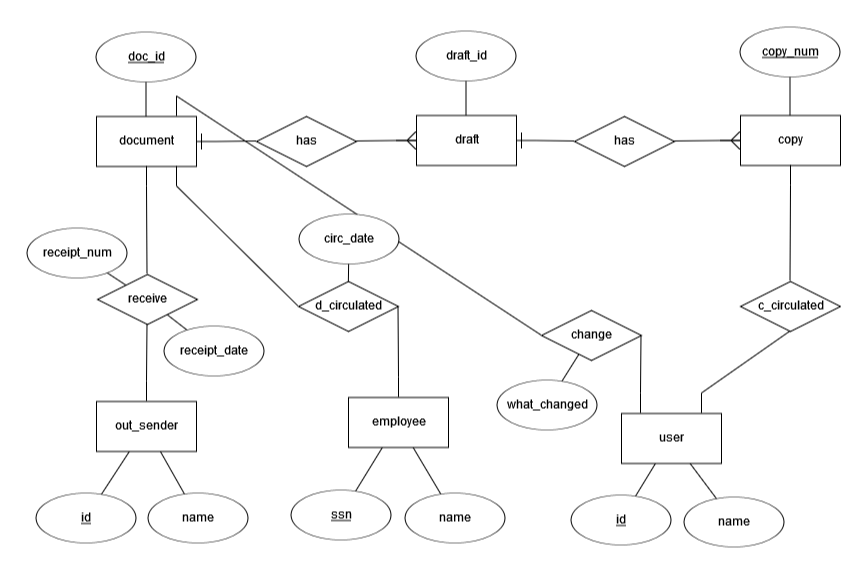 doc_id
draft_id
copy_num
document
has
draft
has
copy
receipt_num
circ_date
receive
d_circulated
c_circulated
change
receipt_date
what_changed
out_sender
employee
user
id
name
ssn
name
id
name